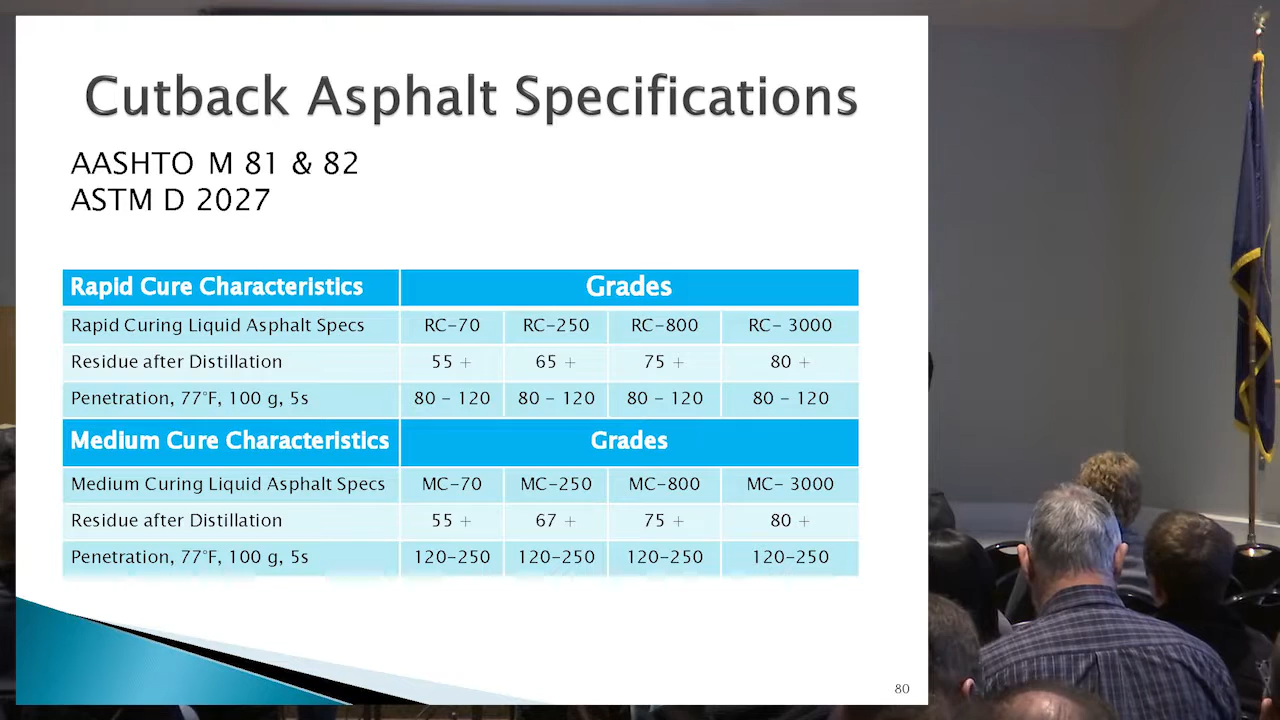 Cutback Asphalt Specifications
AASHTO M 81 & 82
ASTM D 2027
Rapid Cure Characteristics Grades
Rapid Curing Liquid Asphalt Specs RC-70 RC-250 RC-800 RC- 3000
Residue after Distillation 55 + 65 + 75 + 80 +
Penetration, 77°F, 100 g, 5s 80 - 120 80 - 120 80 - 120 80 - 120
Medium Cure Characteristics Grades
Medium Curing Liquid Asphalt Specs MC-70 MC-250 MC-800 MC- 3000
Residue after Distillation 55 + 67 + 75 + 80 +
Penetration, 77°F, 100 g, 5s 120-250 120-250 120-250 120-250
80